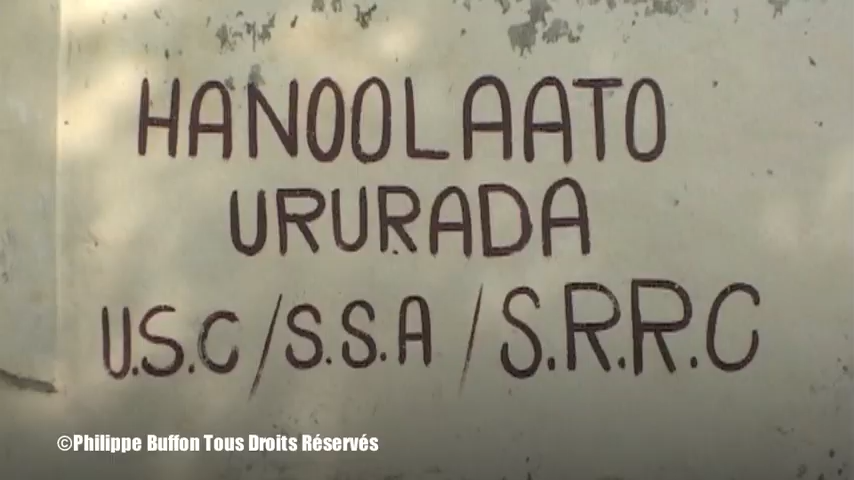 HANOOLAATO
URURADA
U.S.C/S.S.A/S.R.R.C
©Philippe Buffon Tous Droits Réservés